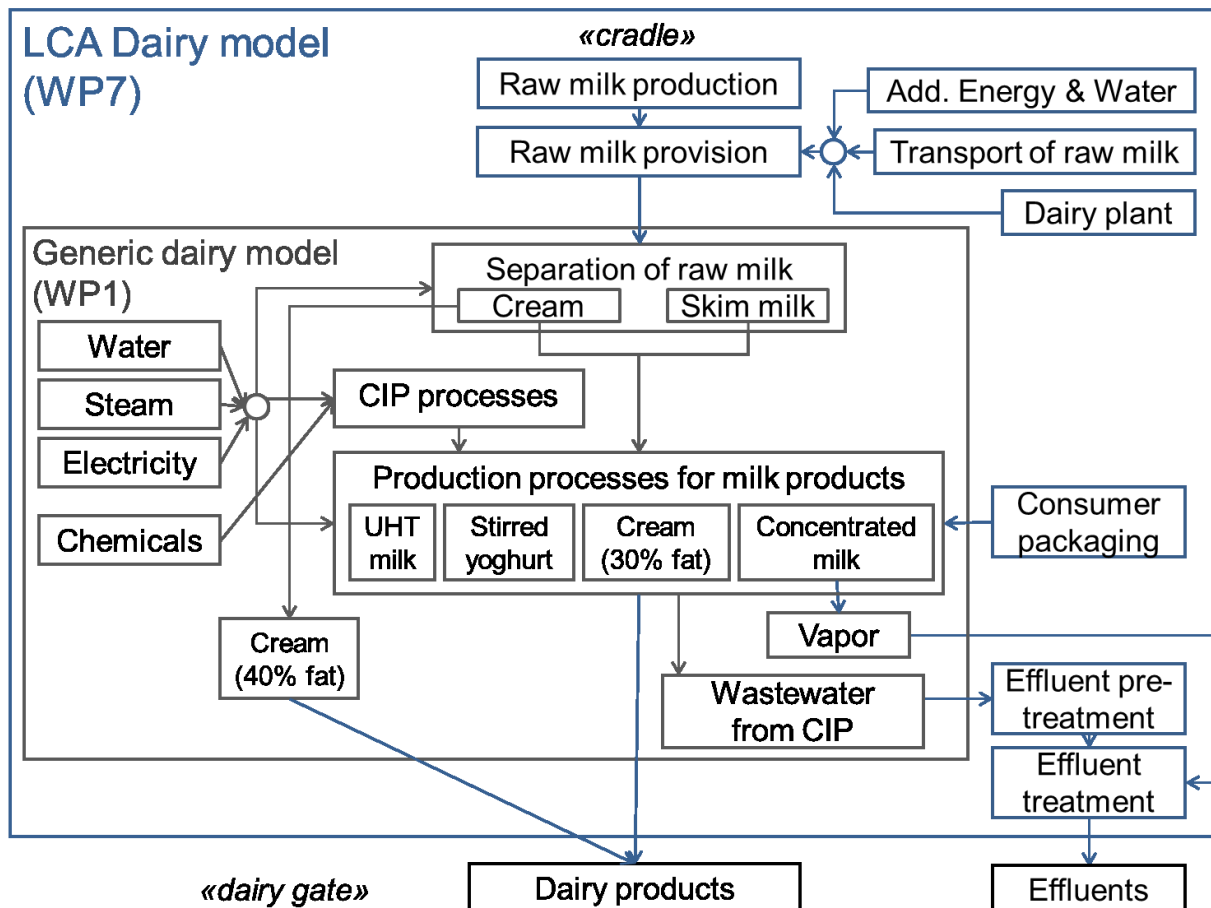 LCA Dairy model
(WP7)
«cradle»
Raw milk production
Add. Energy & Water
Raw milk provision
Transport of raw milk
Dairy plant
Generic dairy model
(WP1)
Separation of raw milk
Cream
Skim milk
Water
Steam
Electricity
Chemicals
CIP processes
Production processes for milk products
UHT
milk
Stirred
yoghurt
Cream
(30% fat)
Concentrated
milk
Consumer
packaging
Vapor
Cream
(40% fat)
Wastewater
from CIP
Effluent pre-
treatment
Effluent
treatment
«dairy gate»
Dairy products
Effluents